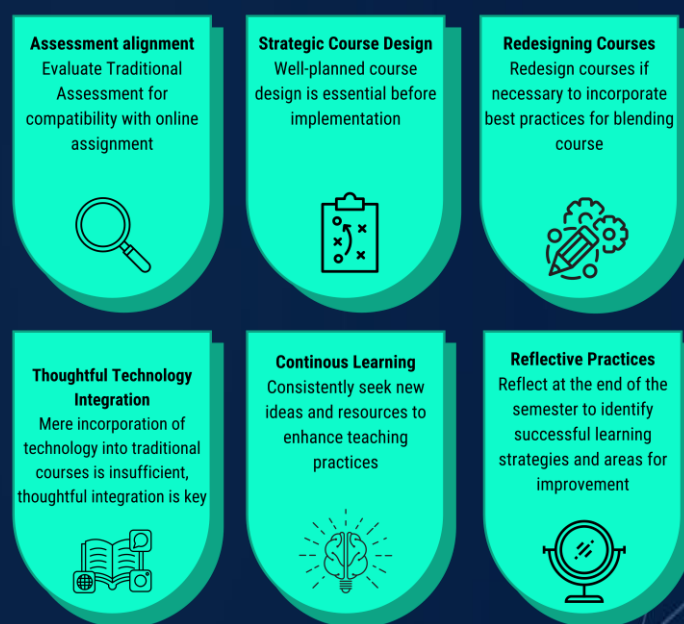 Assessment alignment
Evaluate Traditional
Assessment for
compatibility with online
assignment
Strategic Course Design
Well-planned course
design is essential before
implementation
Redesigning Courses
Redesign courses if
necessary to incorporate
best practices for blending
course
Thoughtful Technology
Integration
Mere incorporation of
technology into traditional
courses is insufficient,
thoughtful integration is key
Continous Learning
Consistently seek new
ideas and resources to
enhance teaching
practices
Reflective Practices
Reflect at the end of the
semester to identify
successful learning
strategies and areas for
improvement